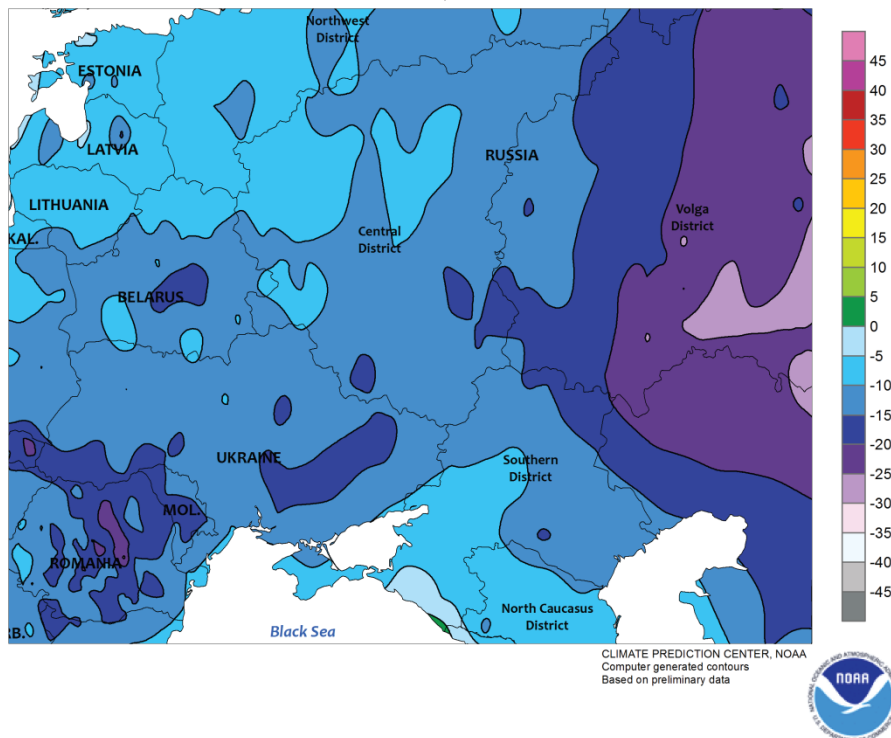 Northwest
District
ESTONIA
LATVIA
RUSSIA
LITHUANIA
Volga
District
KAL.
Central
District
BELARUS
UKRAINE
Southern
District
MOL.
ROMANIA
North Caucasus
District
RB.
Black Sea
45
40
35
30
25
20
15
10
5
0
-5
-10
-15
-20
-25
-30
-35
-40
-45
CLIMATE PREDICTION CENTER, NOAA
Computer generated contours
Based on preliminary data
NOAA